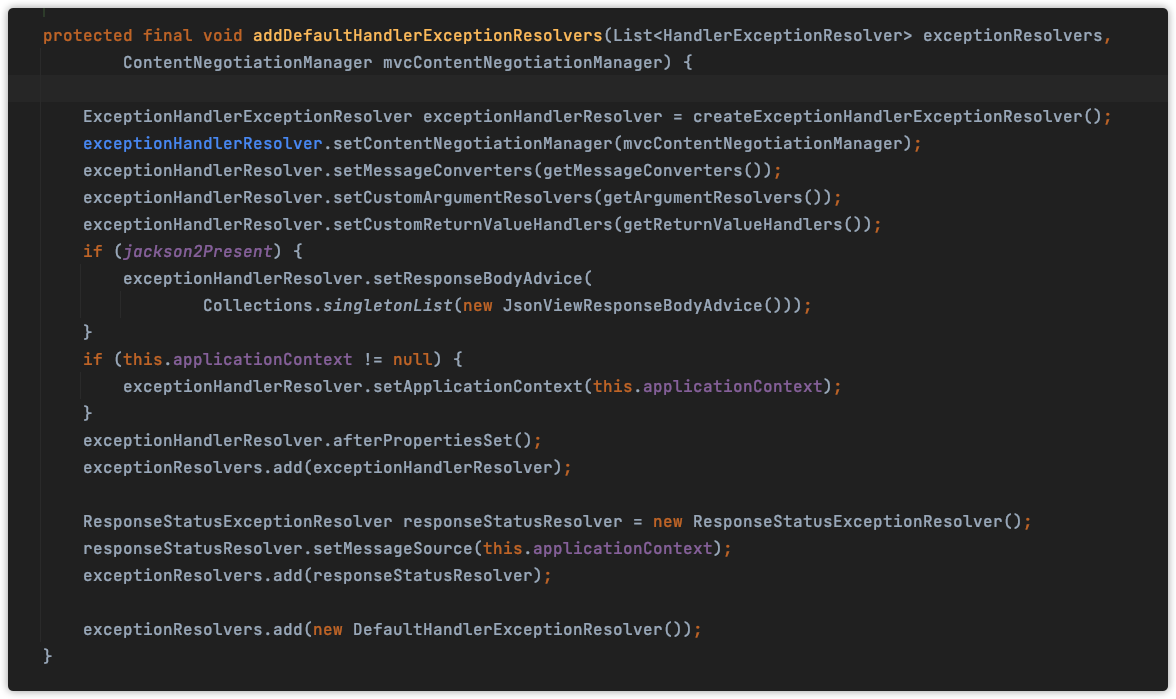 protected final void addDefaultHandlerExceptionResolvers(List<HandlerExceptionResolver> exceptionResolvers,
        ContentNegotiationManager mvcContentNegotiationManager) {

    ExceptionHandlerExceptionResolver exceptionHandlerResolver = createExceptionHandlerExceptionResolver();
    exceptionHandlerResolver.setContentNegotiationManager(mvcContentNegotiationManager);
    exceptionHandlerResolver.setMessageConverters(getMessageConverters());
    exceptionHandlerResolver.setCustomArgumentResolvers(getArgumentResolvers());
    exceptionHandlerResolver.setCustomReturnValueHandlers(getReturnValueHandlers());
    if (jackson2Present) {
        exceptionHandlerResolver.setResponseBodyAdvice(
                Collections.singletonList(new JsonViewResponseBodyAdvice()));
    }
    if (this.applicationContext != null) {
        exceptionHandlerResolver.setApplicationContext(this.applicationContext);
    }
    exceptionHandlerResolver.afterPropertiesSet();
    exceptionResolvers.add(exceptionHandlerResolver);

    ResponseStatusExceptionResolver responseStatusResolver = new ResponseStatusExceptionResolver();
    responseStatusResolver.setMessageSource(this.applicationContext);
    exceptionResolvers.add(responseStatusResolver);

    exceptionResolvers.add(new DefaultHandlerExceptionResolver());
}